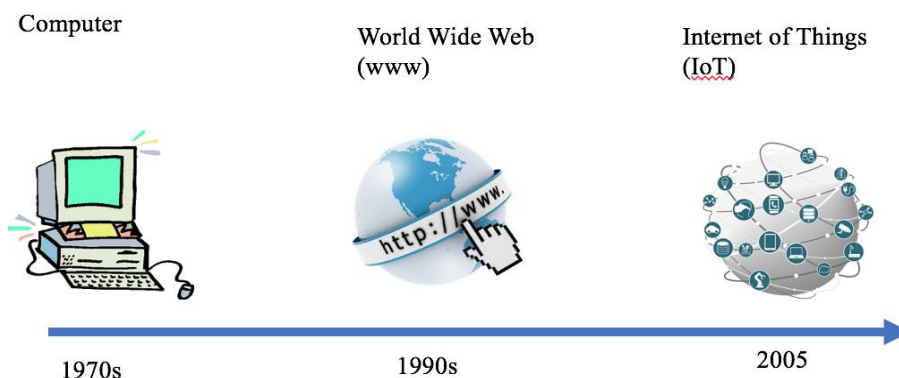 Computer
World Wide Web
(www)
Internet of Things
(IoT)
http://www.
1970s
1990s
2005